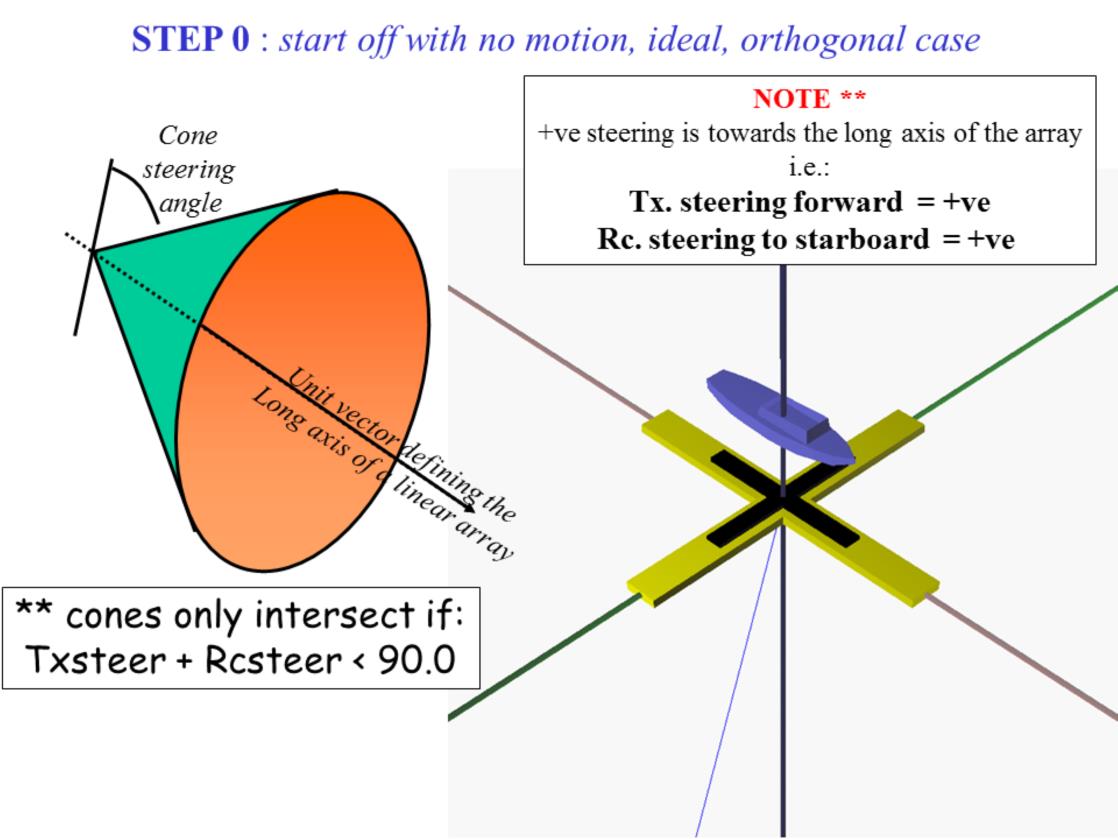 STEP 0 : start off with no motion, ideal, orthogonal case
NOTE **
+ve steering is towards the long axis of the array
i.e.:
Tx. steering forward = +ve
Rc. steering to starboard = +ve
Cone
steering
angle
Unit vector defining the
Long axis of a linear array
** cones only intersect if:
Txsteer + Rcsteer < 90.0